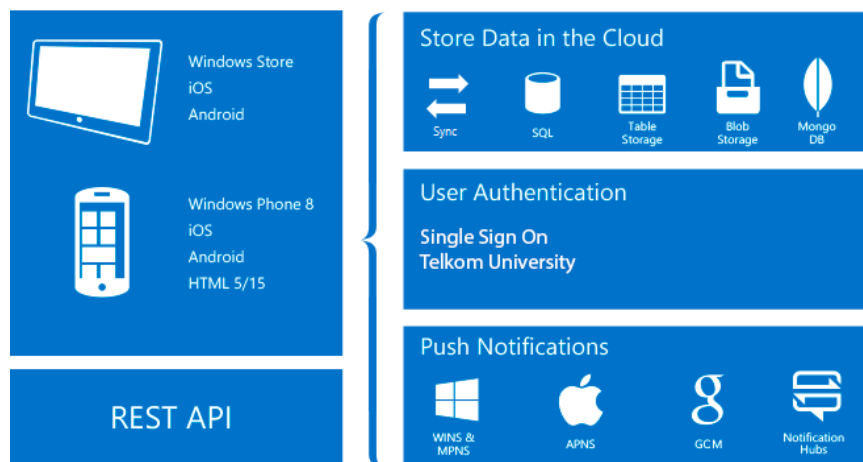 Windows Store
iOS
Android
Windows Phone 8
iOS
Android
HTML 5/15
REST API
Store Data in the Cloud
Sync
SQL
Table
Storage
Blob
Storage
Mongo
DB
User Authentication
Single Sign On
Telkom University
Push Notifications
WINS &
MPNS
APNS
GCM
Notification
Hubs